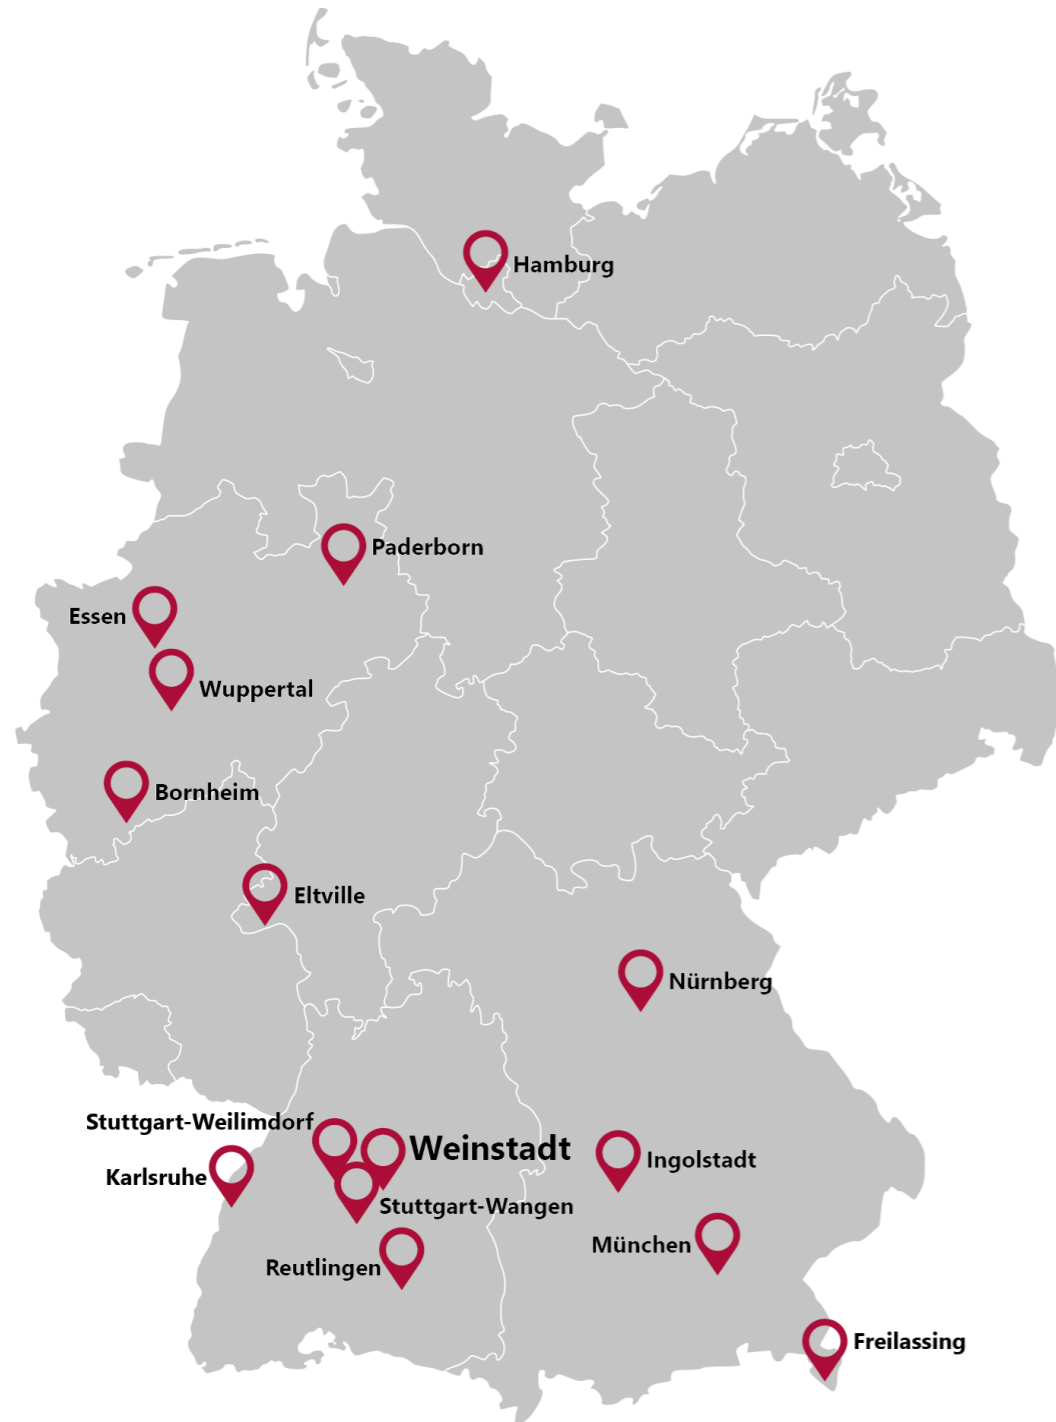 Hamburg
Paderborn
Essen
Wuppertal
Bornheim
Eltville
Nürnberg
Stuttgart-Weilimdorf
Weinstadt
Ingolstadt
Karlsruhe
Stuttgart-Wangen
München
Reutlingen
Freilassing